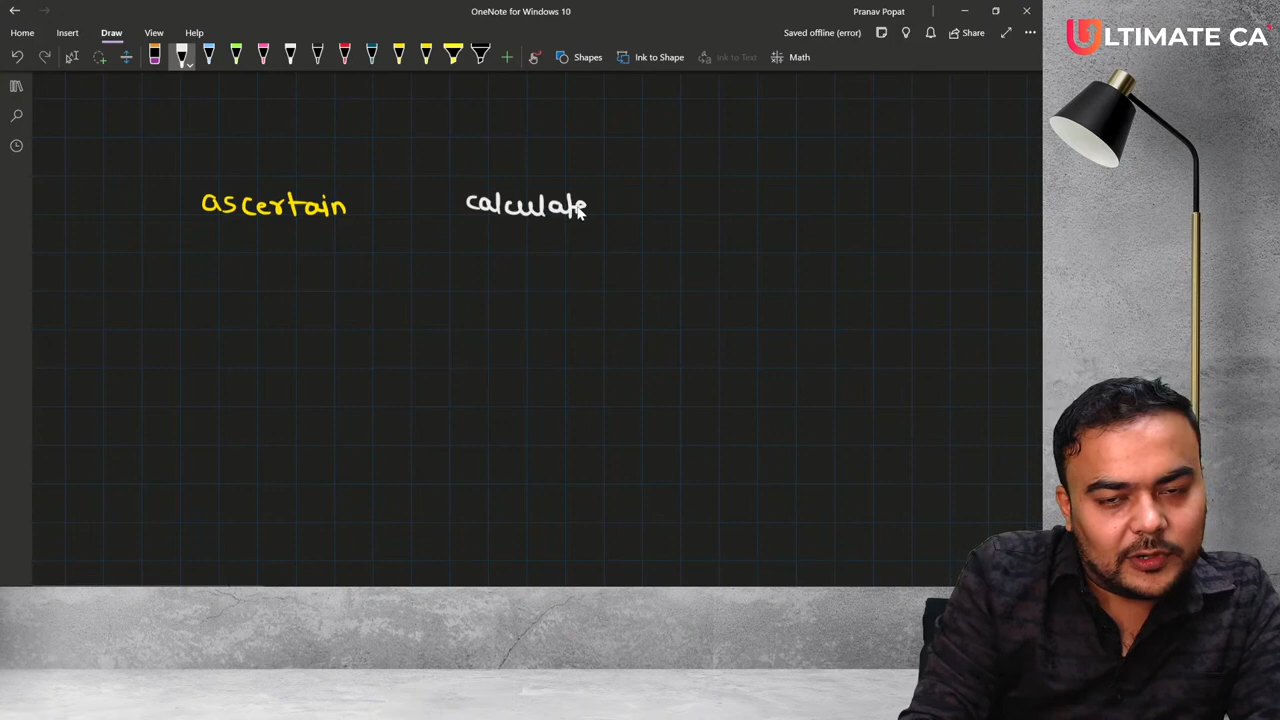 OneNote for Windows 10
Pranav Popat
Home Insert Draw View Help
Saved offline (error) Share
Shapes Ink to Shape Ink to Text Math
ULTIMATE CA
ascertain calculate